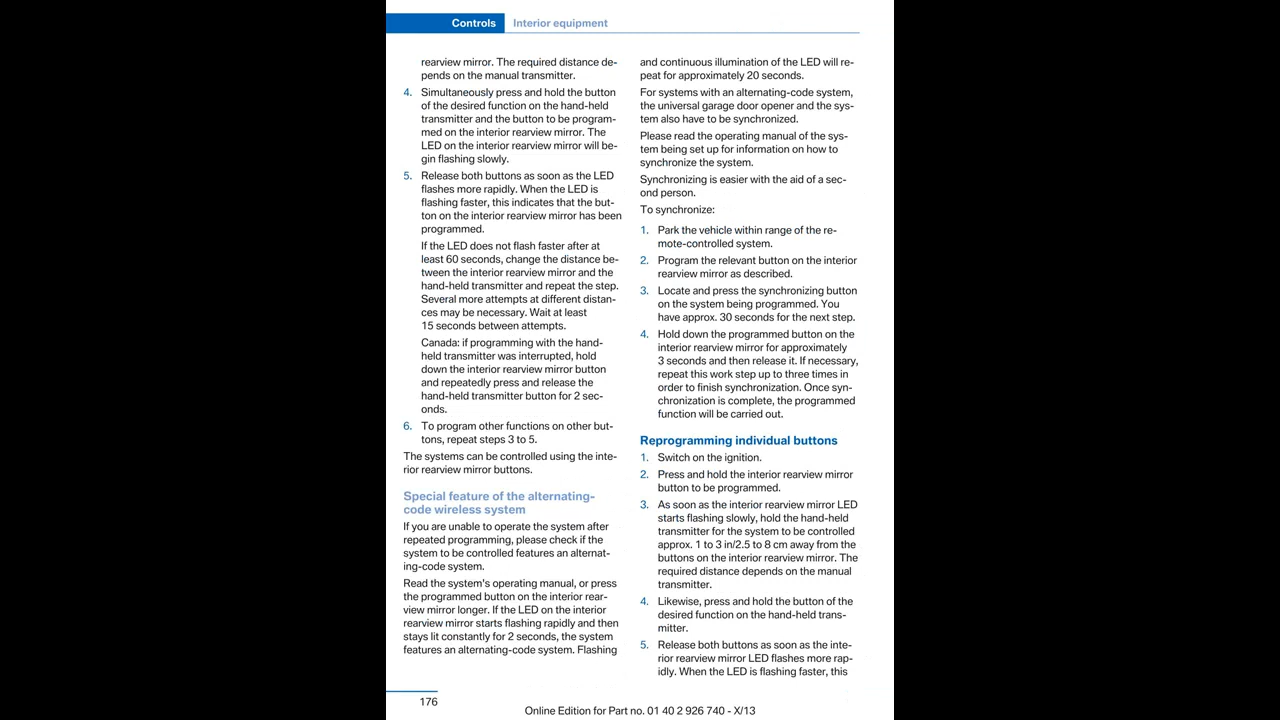 Controls Interior equipment
rearview mirror. The required distance de-
pends on the manual transmitter.
4. Simultaneously press and hold the button
of the desired function on the hand-held
transmitter and the button to be program-
med on the interior rearview mirror. The
LED on the interior rearview mirror will be-
gin flashing slowly.
5. Release both buttons as soon as the LED
flashes more rapidly. When the LED is
flashing faster, this indicates that the but-
ton on the interior rearview mirror has been
programmed.
If the LED does not flash faster after at
least 60 seconds, change the distance be-
tween the interior rearview mirror and the
hand-held transmitter and repeat the step.
Several more attempts at different distan-
ces may be necessary. Wait at least
15 seconds between attempts.
Canada: if programming with the hand-
held transmitter was interrupted, hold
down the interior rearview mirror button
and repeatedly press and release the
hand-held transmitter button for 2 sec-
onds.
6. To program other functions on other but-
tons, repeat steps 3 to 5.
The systems can be controlled using the inte-
rior rearview mirror buttons.
Special feature of the alternating-
code wireless system
If you are unable to operate the system after
repeated programming, please check if the
system to be controlled features an alternat-
ing-code system.
Read the system's operating manual, or press
the programmed button on the interior rear-
view mirror longer. If the LED on the interior
rearview mirror starts flashing rapidly and then
stays lit constantly for 2 seconds, the system
features an alternating-code system. Flashing
and continuous illumination of the LED will re-
peat for approximately 20 seconds.
For systems with an alternating-code system,
the universal garage door opener and the sys-
tem also have to be synchronized.
Please read the operating manual of the sys-
tem being set up for information on how to
synchronize the system.
Synchronizing is easier with the aid of a sec-
ond person.
To synchronize:
1. Park the vehicle within range of the re-
mote-controlled system.
2. Program the relevant button on the interior
rearview mirror as described.
3. Locate and press the synchronizing button
on the system being programmed. You
have approx. 30 seconds for the next step.
4. Hold down the programmed button on the
interior rearview mirror for approximately
3 seconds and then release it. If necessary,
repeat this work step up to three times in
order to finish synchronization. Once syn-
chronization is complete, the programmed
function will be carried out.
Reprogramming individual buttons
1. Switch on the ignition.
2. Press and hold the interior rearview mirror
button to be programmed.
3. As soon as the interior rearview mirror LED
starts flashing slowly, hold the hand-held
transmitter for the system to be controlled
approx. 1 to 3 in/2.5 to 8 cm away from the
buttons on the interior rearview mirror. The
required distance depends on the manual
transmitter.
4. Likewise, press and hold the button of the
desired function on the hand-held trans-
mitter.
5. Release both buttons as soon as the inte-
rior rearview mirror LED flashes more rap-
idly. When the LED is flashing faster, this
176
Online Edition for Part no. 01 40 2 926 740 - X/13